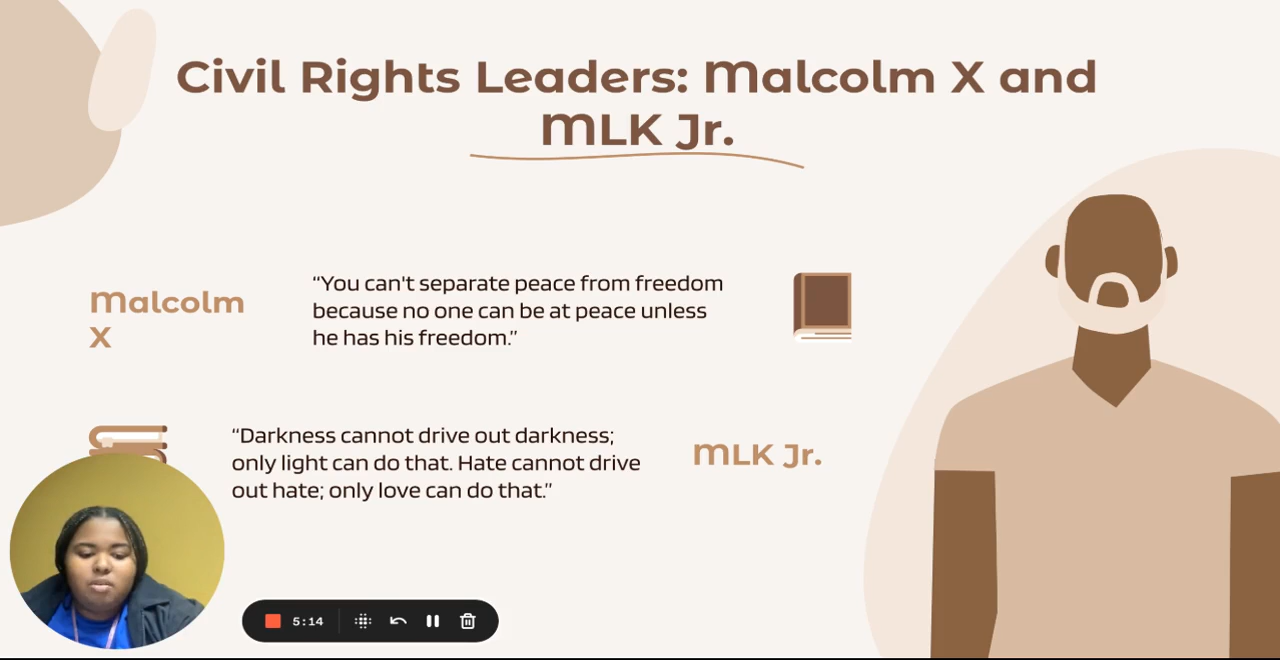 Civil Rights Leaders: Malcolm X and
MLK Jr.
Malcolm
X
“You can't separate peace from freedom
because no one can be at peace unless
he has his freedom.”
“Darkness cannot drive out darkness;
only light can do that. Hate cannot drive
out hate; only love can do that.”
MLK Jr.
5:14